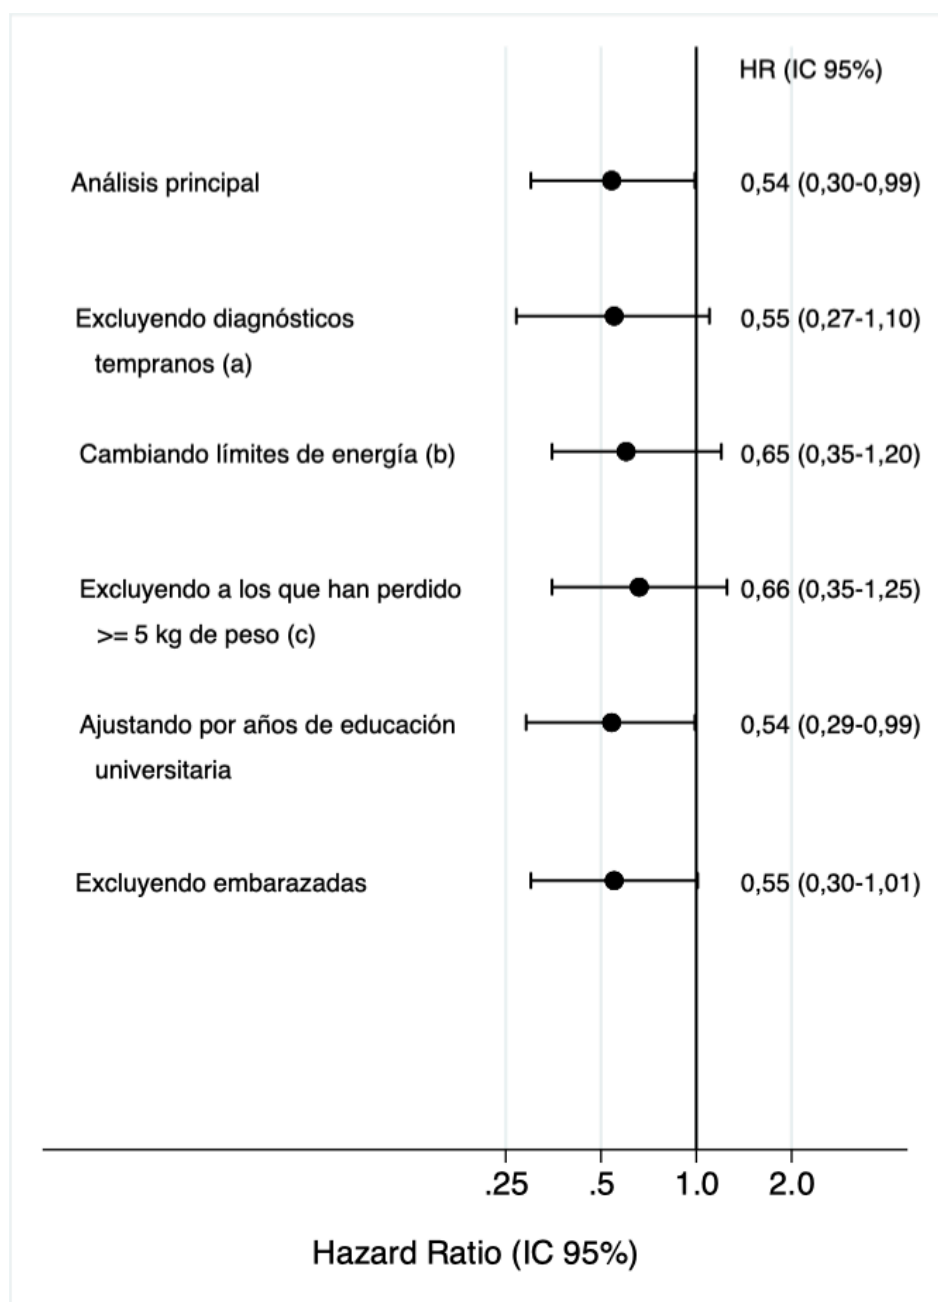 HR (IC 95%)
Análisis principal
0,54 (0,30-0,99)
Excluyendo diagnósticos
0,55 (0,27-1,10)
tempranos (a)
Cambiando límites de energía (b)
0,65 (0,35-1,20)
Excluyendo a los que han perdido
0,66 (0,35-1,25)
>= 5 kg de peso (c)
Ajustando por años de educación
0,54 (0,29-0,99)
universitaria
Excluyendo embarazadas
0,55 (0,30-1,01)
.25 .5 1.0 2.0
Hazard Ratio (IC 95%)